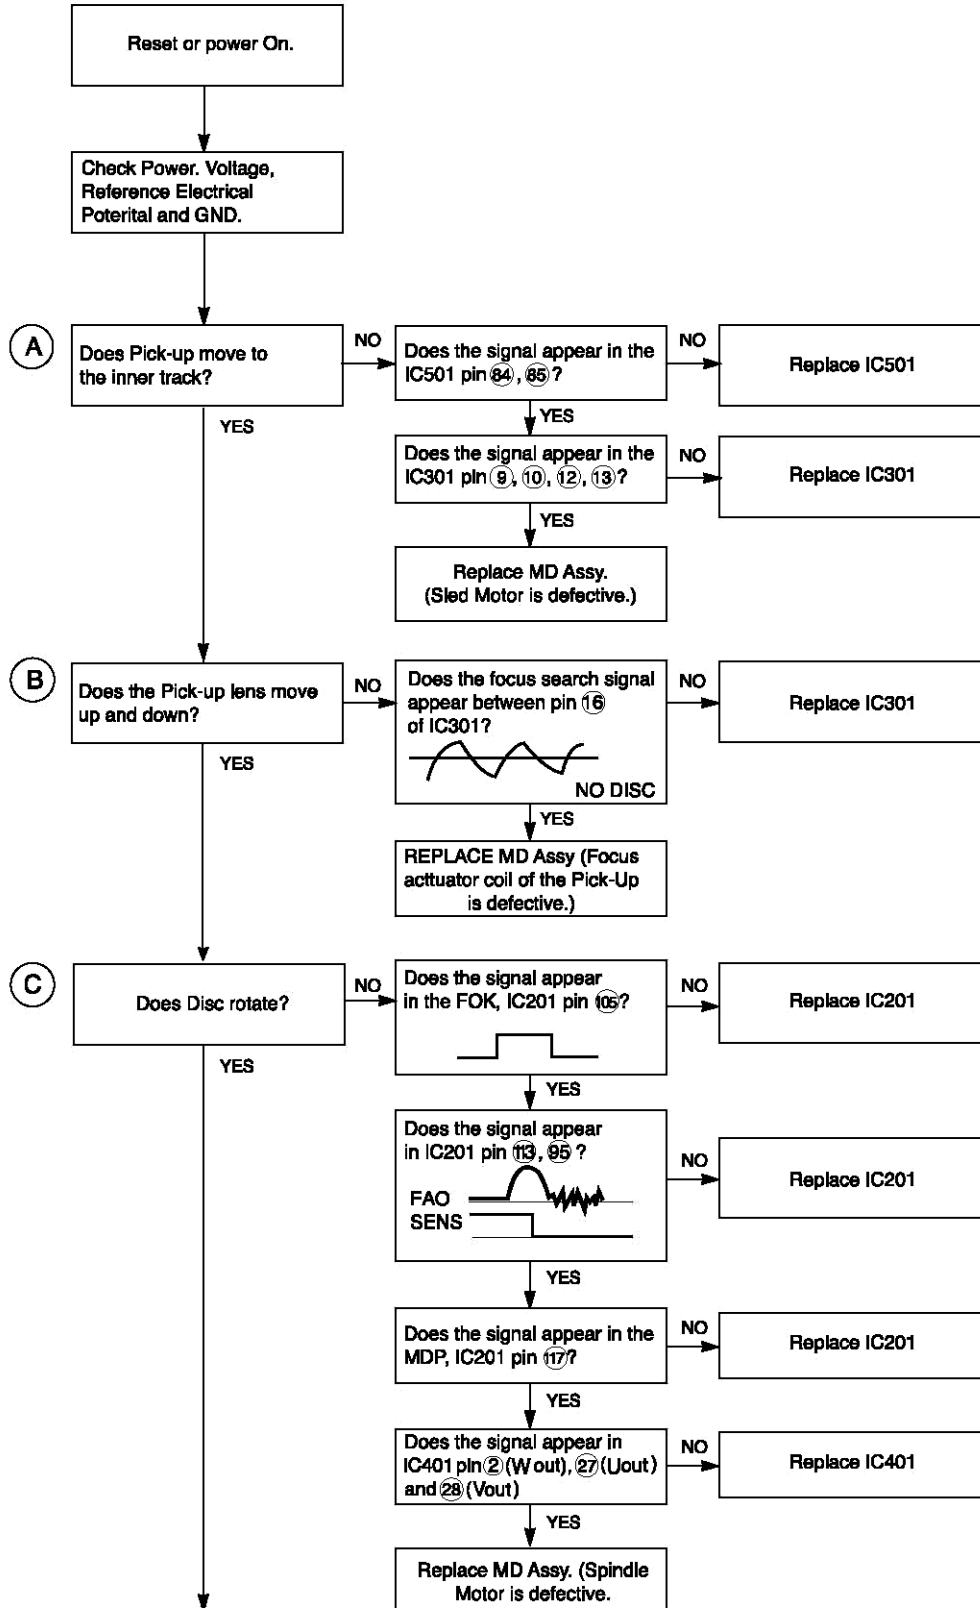 Reset or power On.
Check Power. Voltage,
Reference Electrical
Poterital and GND.
A
Does Pick-up move to
the inner track?
NO
Does the signal appear in the
IC501 pin 84, 85?
NO
Replace IC501
YES
YES
Does the signal appear in the
IC301 pin 9, 10, 12, 13?
NO
Replace IC301
YES
Replace MD Assy.
(Sled Motor is defective.)
B
Does the Pick-up lens move
up and down?
NO
Does the focus search signal
appear between pin 16
of IC301?
NO DISC
NO
Replace IC301
YES
YES
REPLACE MD Assy (Focus
acttuator coil of the Pick-Up
is defective.)
C
Does Disc rotate?
NO
Does the signal appear
in the FOK, IC201 pin 105?
NO
Replace IC201
YES
YES
Does the signal appear
in IC201 pin 113, 95?
FAO
SENS
NO
Replace IC201
YES
Does the signal appear in the
MDP, IC201 pin 117?
NO
Replace IC201
YES
Does the signal appear in
IC401 pin 2 (W out), 27 (Uout)
and 28 (Vout)
NO
Replace IC401
YES
Replace MD Assy. (Spindle
Motor is defective.